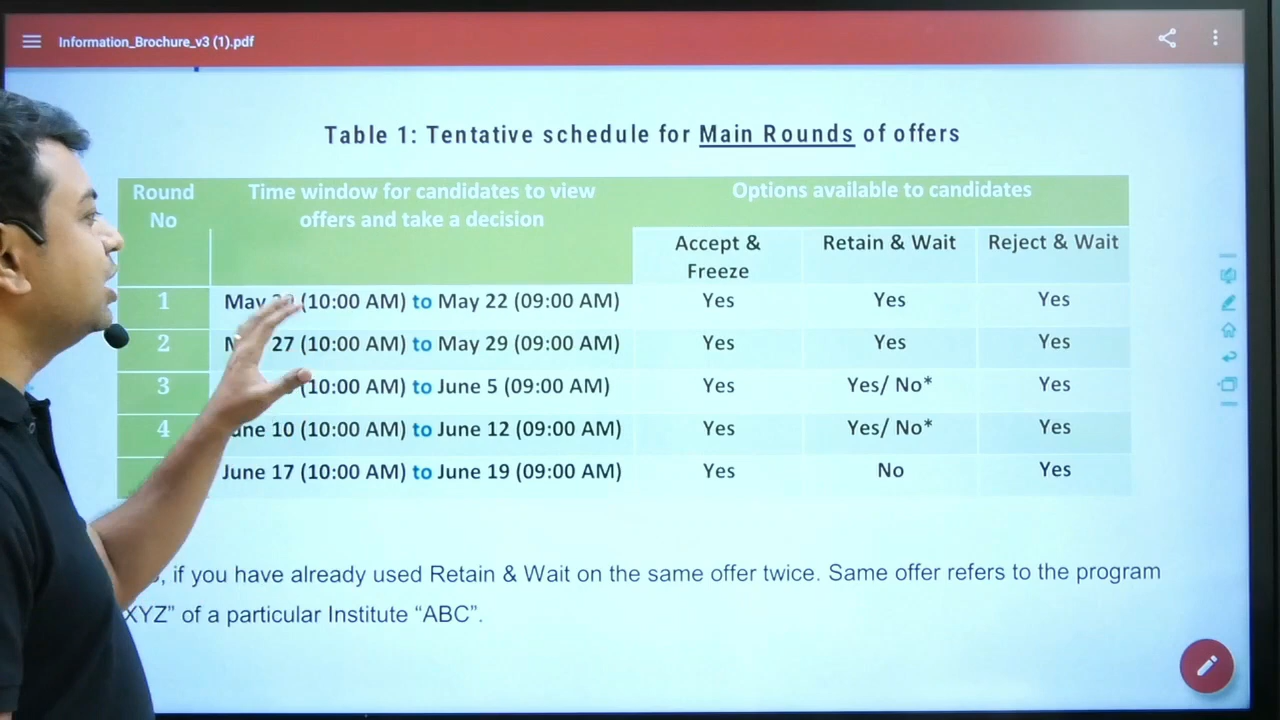 Information_Brochure_v3 (1).pdf
Table 1: Tentative schedule for Main Rounds of offers
Round No
Time window for candidates to view offers and take a decision
Options available to candidates
Accept & Freeze
Retain & Wait
Reject & Wait
1 May (10:00 AM) to May 22 (09:00 AM) Yes Yes Yes
2 27 (10:00 AM) to May 29 (09:00 AM) Yes Yes Yes
3 (10:00 AM) to June 5 (09:00 AM) Yes Yes/ No* Yes
4 June 10 (10:00 AM) to June 12 (09:00 AM) Yes Yes/ No* Yes
June 17 (10:00 AM) to June 19 (09:00 AM) Yes No Yes
, if you have already used Retain & Wait on the same offer twice. Same offer refers to the program
XYZ” of a particular Institute “ABC”.